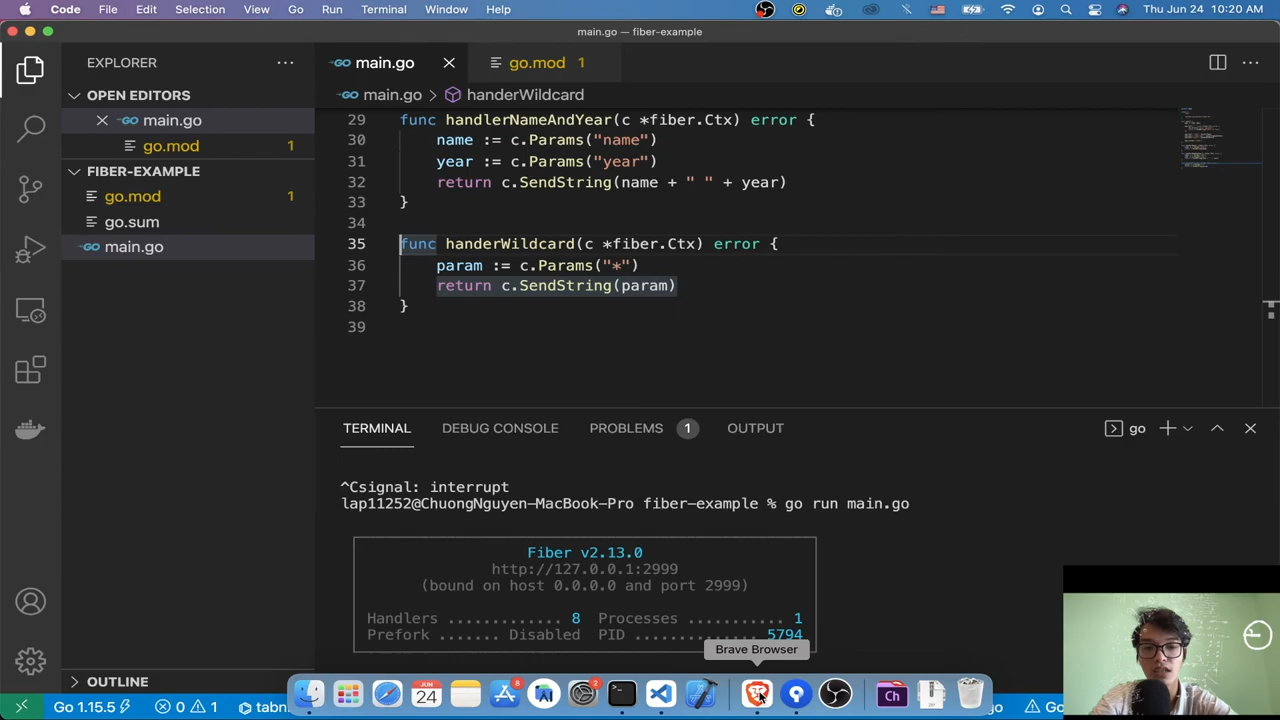 Code File Edit Selection View Go Run Terminal Window Help Thu Jun 24 10:20 AM
main.go — fiber-example
EXPLORER
main.go
go.mod 1
OPEN EDITORS
main.go > handerWildcard
main.go
go.mod 1
FIBER-EXAMPLE
go.mod 1
go.sum
main.go
29 func handlerNameAndYear(c *fiber.Ctx) error {
30 name := c.Params("name")
31 year := c.Params("year")
32 return c.SendString(name + " " + year)
33 }
34
35 func handerWildcard(c *fiber.Ctx) error {
36 param := c.Params("*")
37 return c.SendString(param)
38 }
39
TERMINAL DEBUG CONSOLE PROBLEMS 1 OUTPUT
go
^Csignal: interrupt
lap11252@ChuongNguyen-MacBook-Pro fiber-example % go run main.go
Fiber v2.13.0
http://127.0.0.1:2999
(bound on host 0.0.0.0 and port 2999)
Handlers ............. 8 Processes ........... 1
Prefork ....... Disabled PID ............. 5794
Brave Browser
OUTLINE
8
JUN
24
2
Ch
Go 1.15.5 0 1 tabni
Go